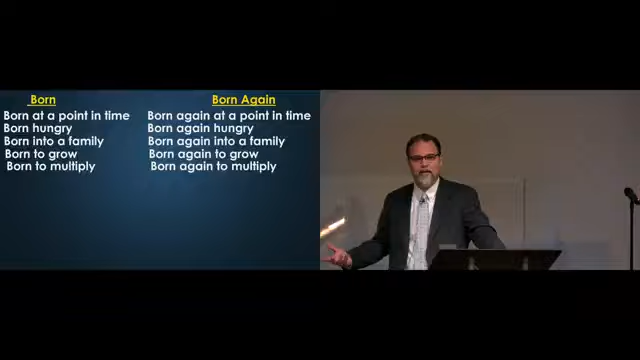 Born
Born at a point in time
Born hungry
Born into a family
Born to grow
Born to multiply
Born Again
Born again at a point in time
Born again hungry
Born again into a family
Born again to grow
Born again to multiply